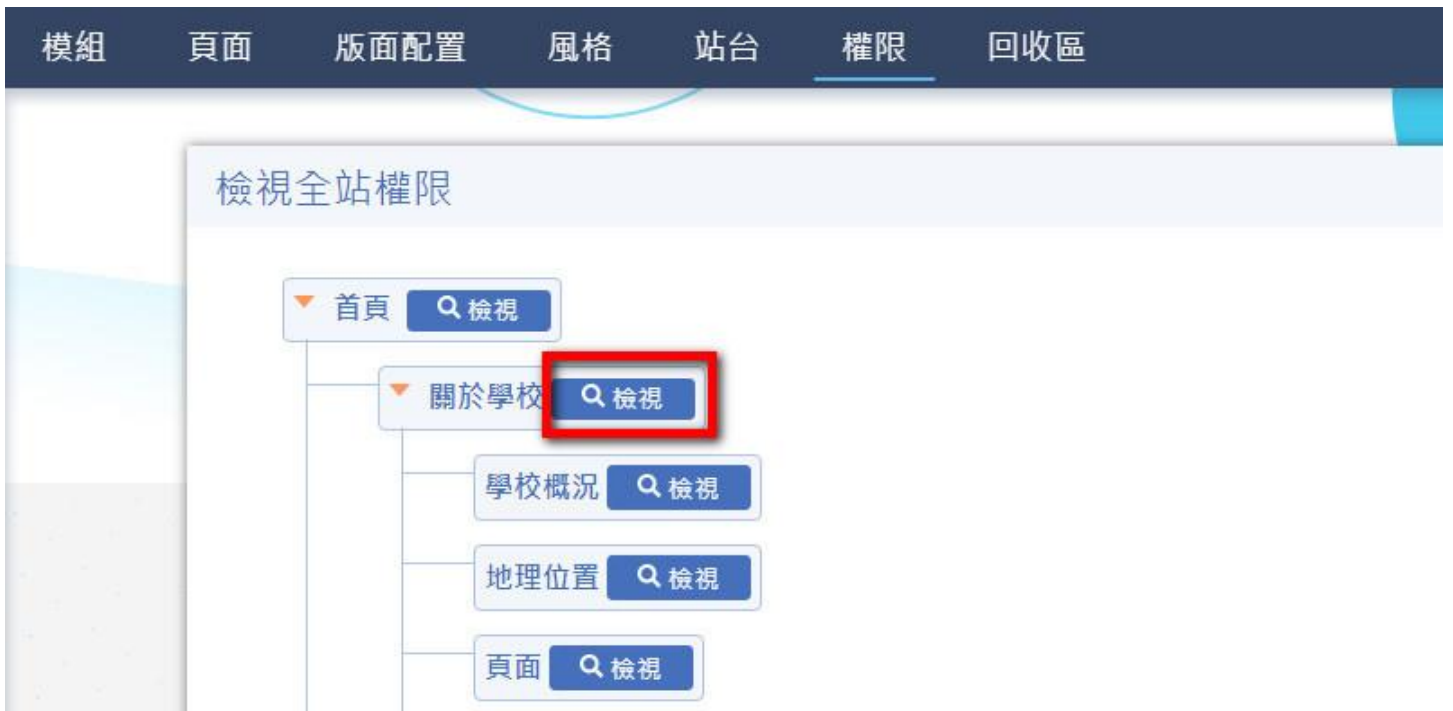 模組 頁面 版面配置 風格 站台 權限 回收區
檢視全站權限
首頁 檢視
關於學校 檢視
學校概況 檢視
地理位置 檢視
頁面 檢視